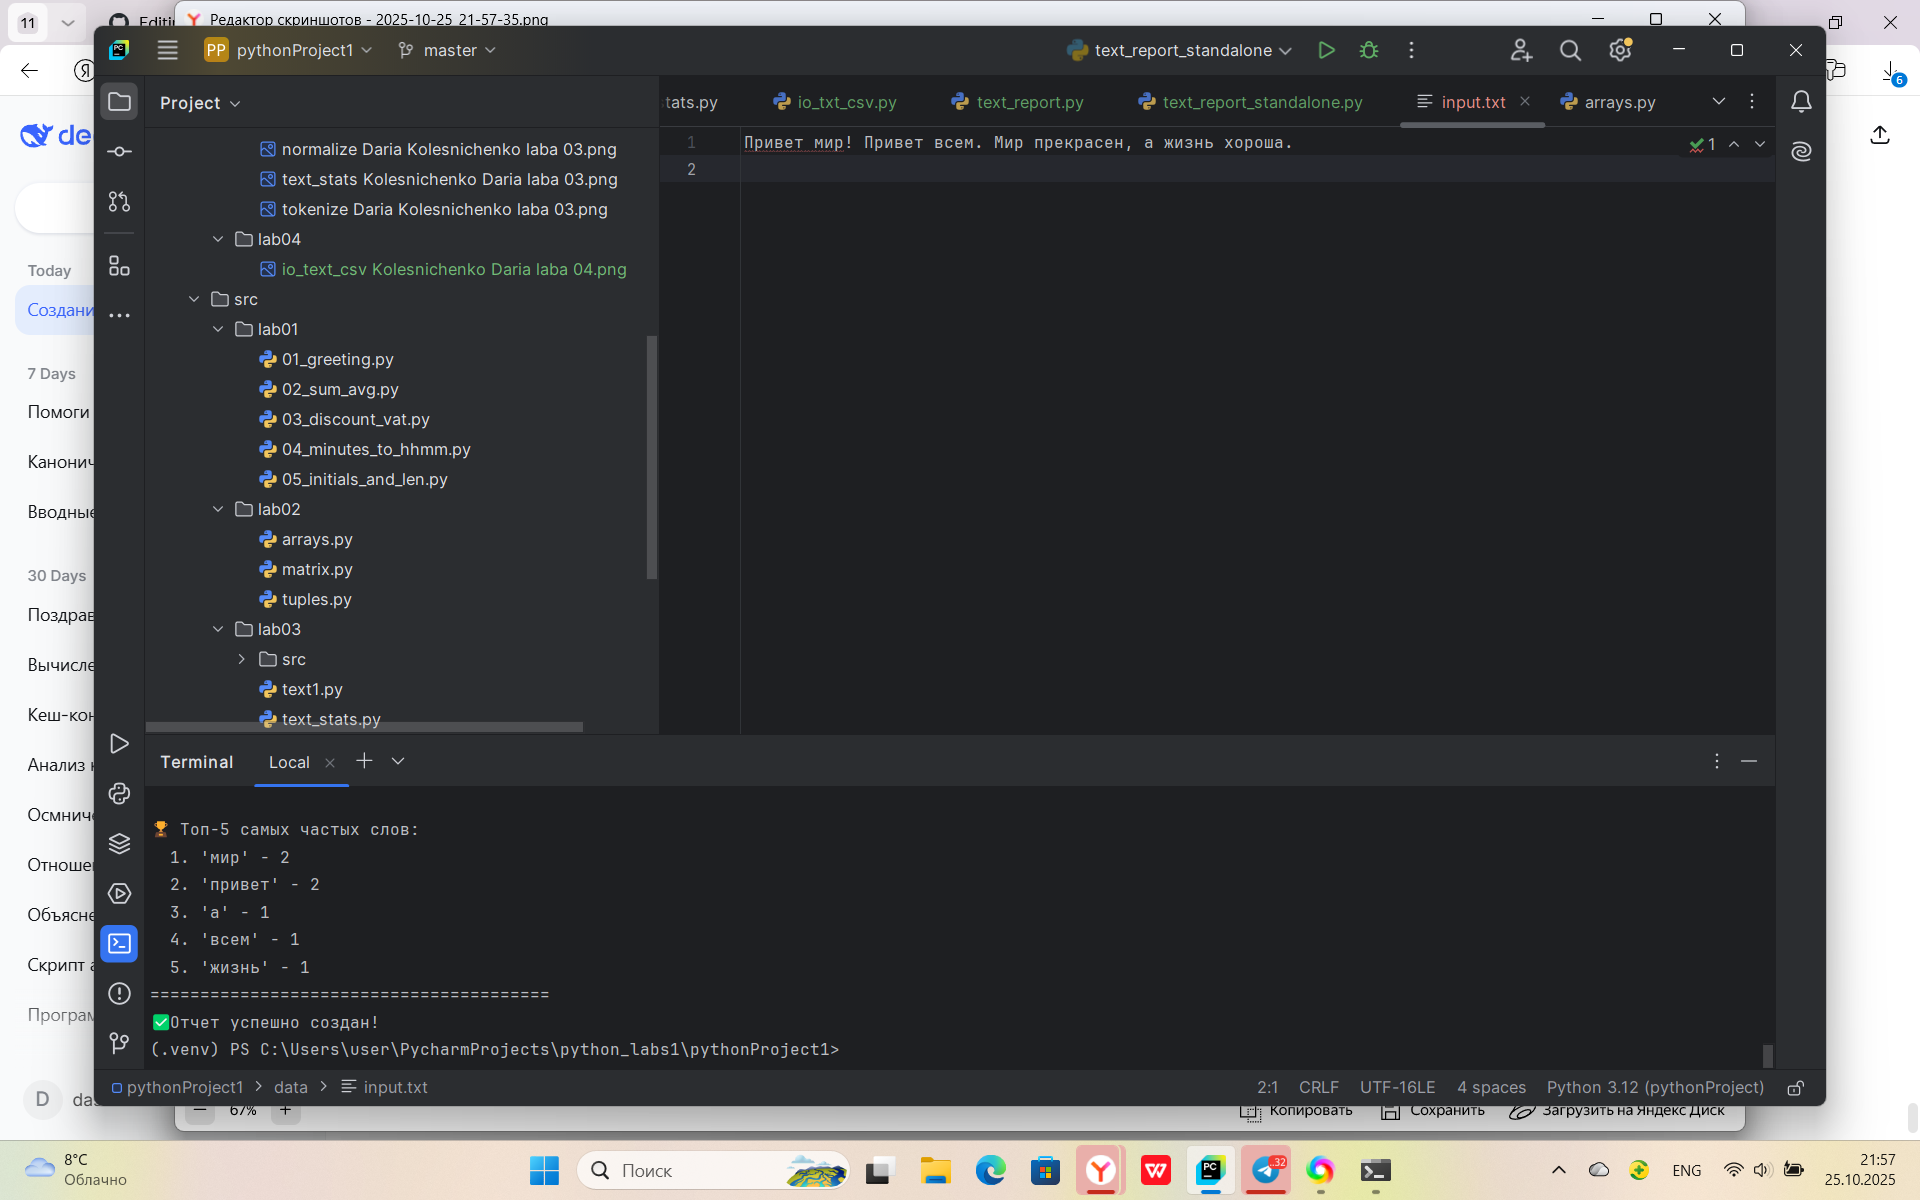 11
Editi
Редактор скриншотов - 2025-10-25_21-57-35.png
PP pythonProject1
master
text_report_standalone
Project
tats.py
io_txt_csv.py
text_report.py
text_report_standalone.py
input.txt
arrays.py
6
de
Today
Создани
7 Days
Помоги
Канонич
Вводные
30 Days
Поздрав
Вычисле
Кеш-кон
Анализ к
Осмниче
Отношен
Объясне
Скрипт а
Програм
D
das
normalize Daria Kolesnichenko laba 03.png
text_stats Kolesnichenko Daria laba 03.png
tokenize Daria Kolesnichenko laba 03.png
lab04
io_text_csv Kolesnichenko Daria laba 04.png
src
lab01
01_greeting.py
02_sum_avg.py
03_discount_vat.py
04_minutes_to_hhmm.py
05_initials_and_len.py
lab02
arrays.py
matrix.py
tuples.py
lab03
src
text1.py
text_stats.py
1 Привет мир! Привет всем. Мир прекрасен, а жизнь хороша.
1
2
Terminal
Local
Топ-5 самых частых слов:
1. 'мир' - 2
2. 'привет' - 2
3. 'а' - 1
4. 'всем' - 1
5. 'жизнь' - 1
========================================
Отчет успешно создан!
(.venv) PS C:\Users\user\PycharmProjects\python_labs1\pythonProject1>
pythonProject1 > data > input.txt
2:1
CRLF
UTF-16LE
4 spaces
Python 3.12 (pythonProject)
67%
Копировать
Сохранить
Загрузить на Яндекс Диск
8°C
Облачно
Поиск
PC
32
ENG
21:57
25.10.2025